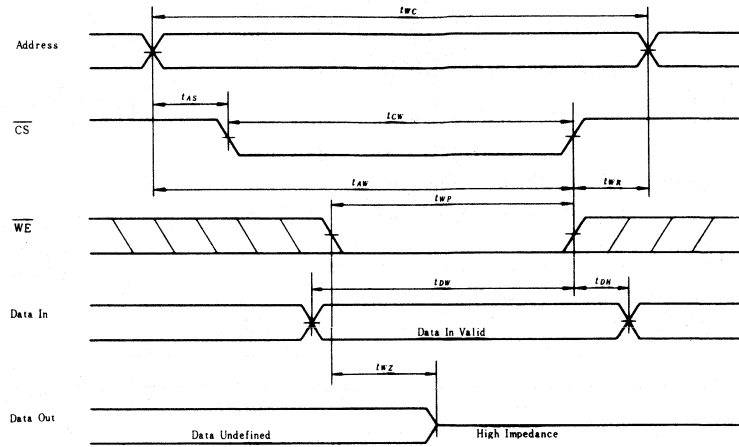 tWC
Address
tAS
tCW
CS
tAW
tWR
tWP
WE
tDW
tDH
Data In
Data In Valid
tWZ
Data Out
Data Undefined
High Impedance